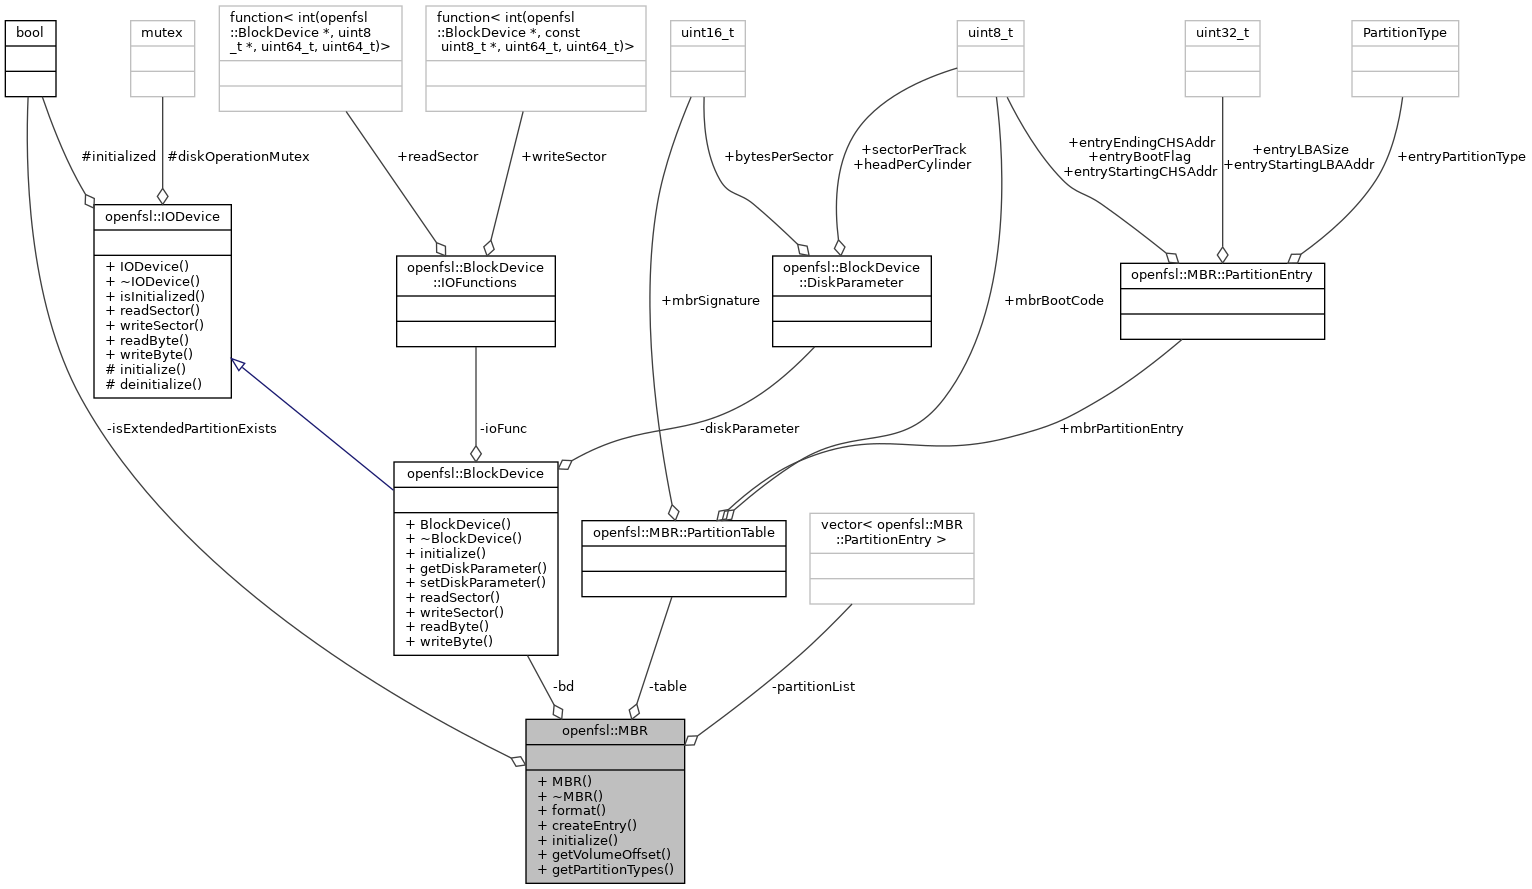 bool
mutex
function< int(openfsl
::BlockDevice *, uint8
_t *, uint64_t, uint64_t)>
function< int(openfsl
::BlockDevice *, const
uint8_t *, uint64_t, uint64_t)>
uint16_t
uint8_t
uint32_t
PartitionType
#initialized
#diskOperationMutex
+readSector
+writeSector
+bytesPerSector
+sectorPerTrack
+headPerCylinder
+entryEndingCHSAddr
+entryBootFlag
+entryStartingCHSAddr
+entryLBASize
+entryStartingLBAAddr
+entryPartitionType
openfsl::IODevice
+ IODevice()
+ ~IODevice()
+ isInitialized()
+ readSector()
+ writeSector()
+ readByte()
+ writeByte()
# initialize()
# deinitialize()
openfsl::BlockDevice
::IOFunctions
openfsl::BlockDevice
::DiskParameter
openfsl::MBR::PartitionEntry
+mbrSignature
+mbrBootCode
-isExtendedPartitionExists
-ioFunc
-diskParameter
+mbrPartitionEntry
openfsl::BlockDevice
+ BlockDevice()
+ ~BlockDevice()
+ initialize()
+ getDiskParameter()
+ setDiskParameter()
+ readSector()
+ writeSector()
+ readByte()
+ writeByte()
openfsl::MBR::PartitionTable
vector< openfsl::MBR
::PartitionEntry >
-bd
-table
-partitionList
openfsl::MBR
+ MBR()
+ ~MBR()
+ format()
+ createEntry()
+ initialize()
+ getVolumeOffset()
+ getPartitionTypes()